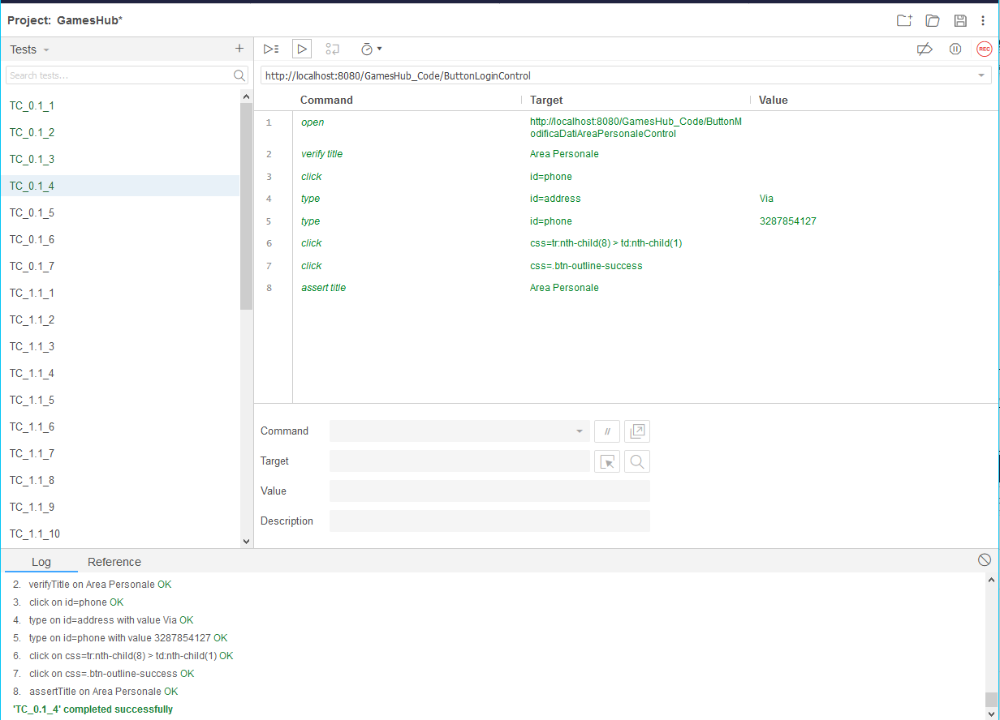 Project: GamesHub*
Tests
Search tests...
TC_0.1_1
TC_0.1_2
TC_0.1_3
TC_0.1_4
TC_0.1_5
TC_0.1_6
TC_0.1_7
TC_1.1_1
TC_1.1_2
TC_1.1_3
TC_1.1_4
TC_1.1_5
TC_1.1_6
TC_1.1_7
TC_1.1_8
TC_1.1_9
TC_1.1_10
REC
http://localhost:8080/GamesHub_Code/ButtonLoginControl
Command Target Value
1 open http://localhost:8080/GamesHub_Code/ButtonM
odificaDatiAreaPersonaleControl
2 verify title Area Personale
3 click id=phone
4 type id=address Via
5 type id=phone 3287854127
6 click css=tr:nth-child(8) > td:nth-child(1)
7 click css=.btn-outline-success
8 assert title Area Personale
Command //
Target
Value
Description
Log Reference
2. verifyTitle on Area Personale OK
3. click on id=phone OK
4. type on id=address with value Via OK
5. type on id=phone with value 3287854127 OK
6. click on css=tr:nth-child(8) > td:nth-child(1) OK
7. click on css=.btn-outline-success OK
8. assertTitle on Area Personale OK
'TC_0.1_4' completed successfully